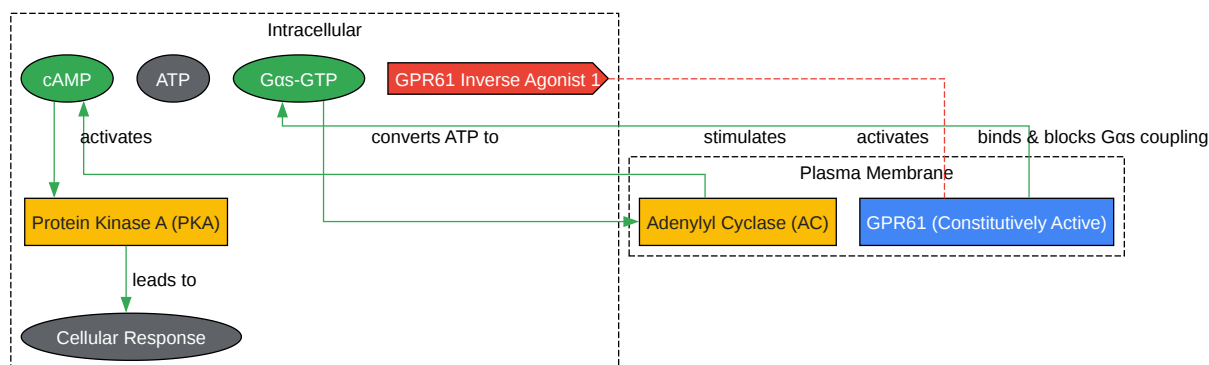 Intracellular
cAMP
ATP
Gαs-GTP
GPR61 Inverse Agonist 1
activates
converts ATP to
stimulates
activates
binds & blocks Gαs coupling
Plasma Membrane
Protein Kinase A (PKA)
Adenylyl Cyclase (AC)
GPR61 (Constitutively Active)
leads to
Cellular Response